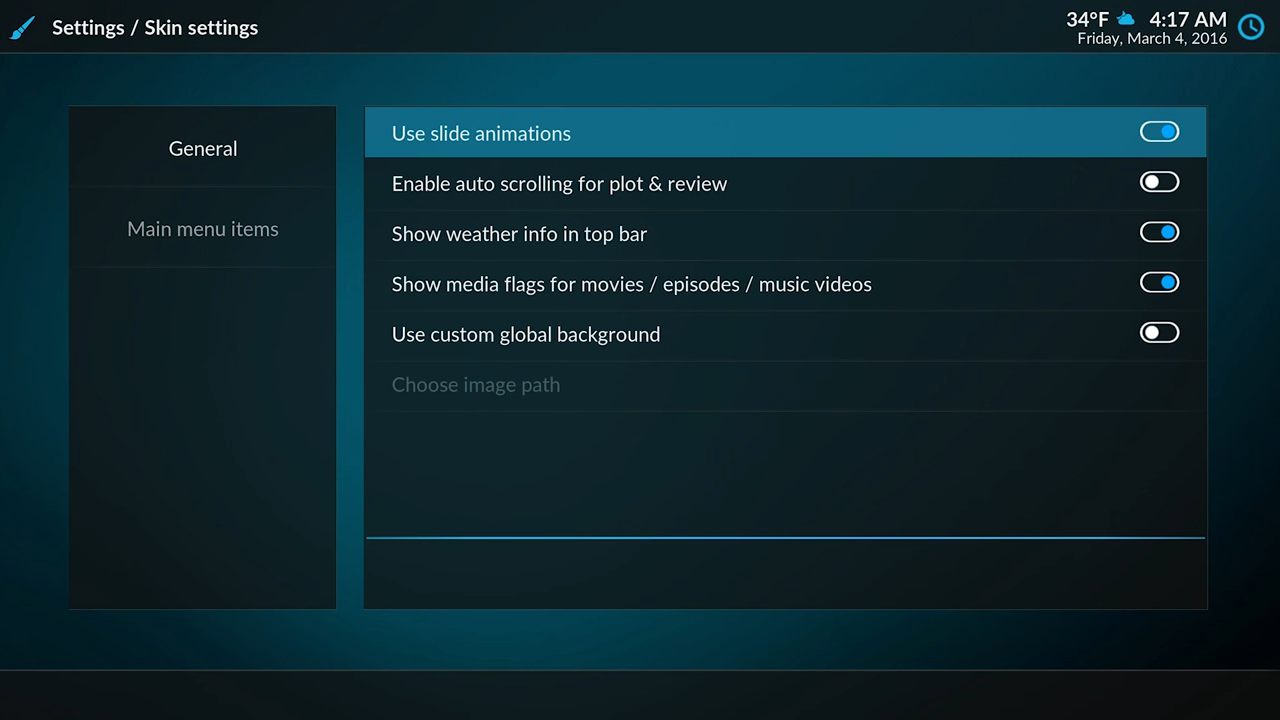 Settings / Skin settings
34°F 4:17 AM
Friday, March 4, 2016
General
Main menu items
Use slide animations
Enable auto scrolling for plot & review
Show weather info in top bar
Show media flags for movies / episodes / music videos
Use custom global background
Choose image path